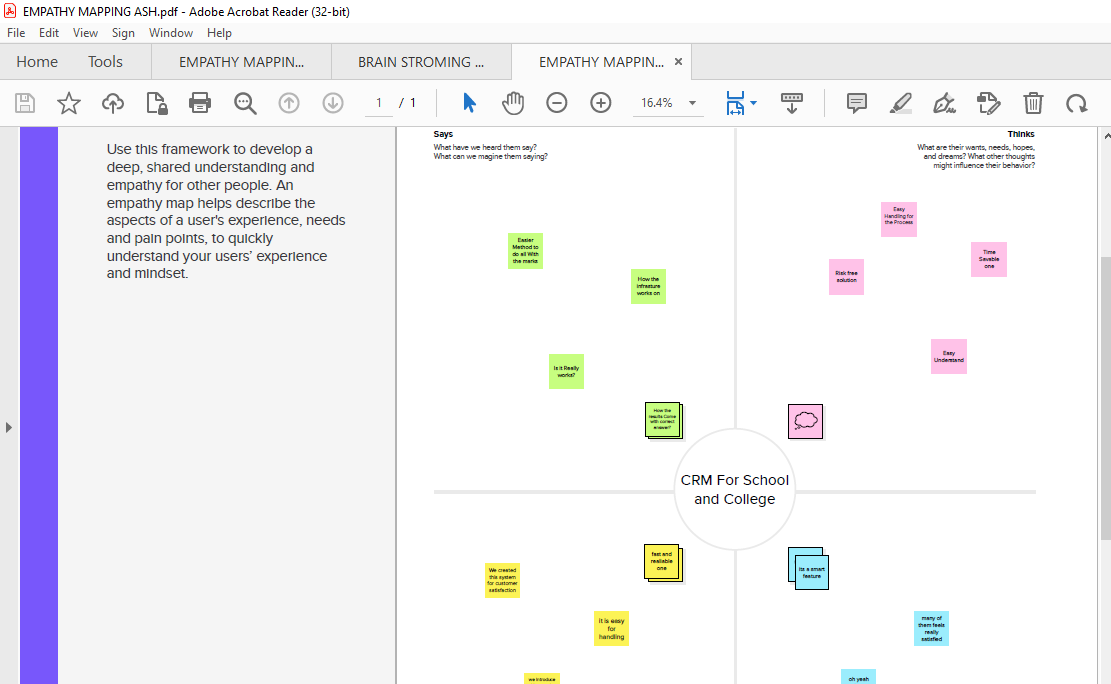 EMPATHY MAPPING ASH.pdf - Adobe Acrobat Reader (32-bit)
File Edit View Sign Window Help
Home Tools EMPATHY MAPPIN... BRAIN STROMING ... EMPATHY MAPPIN... ×
1 / 1 16.4%
Use this framework to develop a
deep, shared understanding and
empathy for other people. An
empathy map helps describe the
aspects of a user's experience, needs
and pain points, to quickly
understand your users' experience
and mindset.
Says
What have we heard them say?
What can we magine them saying?
Thinks
What are their wants, needs, hopes,
and dreams? What other thoughts
might influence their behavior?
Easier
Method to
do all With
the marks
How the
infrasture
works on
Is it Really
works?
How the
results Come
with correct
answer?
Easy
Handling for
the Process
Time
Savable
one
Risk free
solution
Easy
Understand
CRM For School
and College
fast and
realiable
one
We created
this system
for customer
satisfaction
it is easy
for
handling
we introduce
its a smart
feature
many of
them feels
really
satisfied
oh yeah